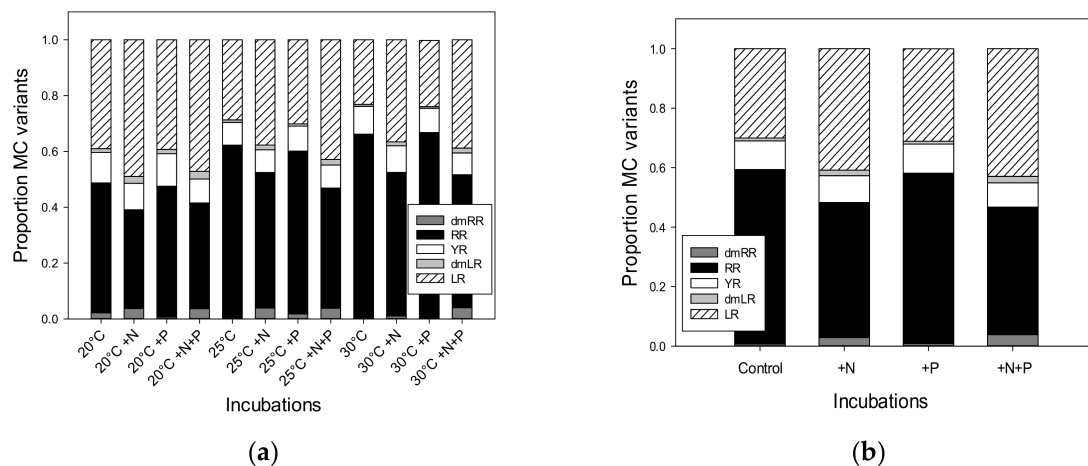 Proportion MC variants
1.0
0.8
0.6
0.4
0.2
0.0
dmRR
RR
YR
dmLR
LR
20°C
20°C +N
20°C +P
20°C +N+P
25°C
25°C +N
25°C +P
25°C +N+P
30°C
30°C +N
30°C +P
30°C +N+P
Incubations
(a)
Proportion MC variants
1.0
0.8
0.6
0.4
0.2
0.0
dmRR
RR
YR
dmLR
LR
Control
+N
+P
+N+P
Incubations
(b)